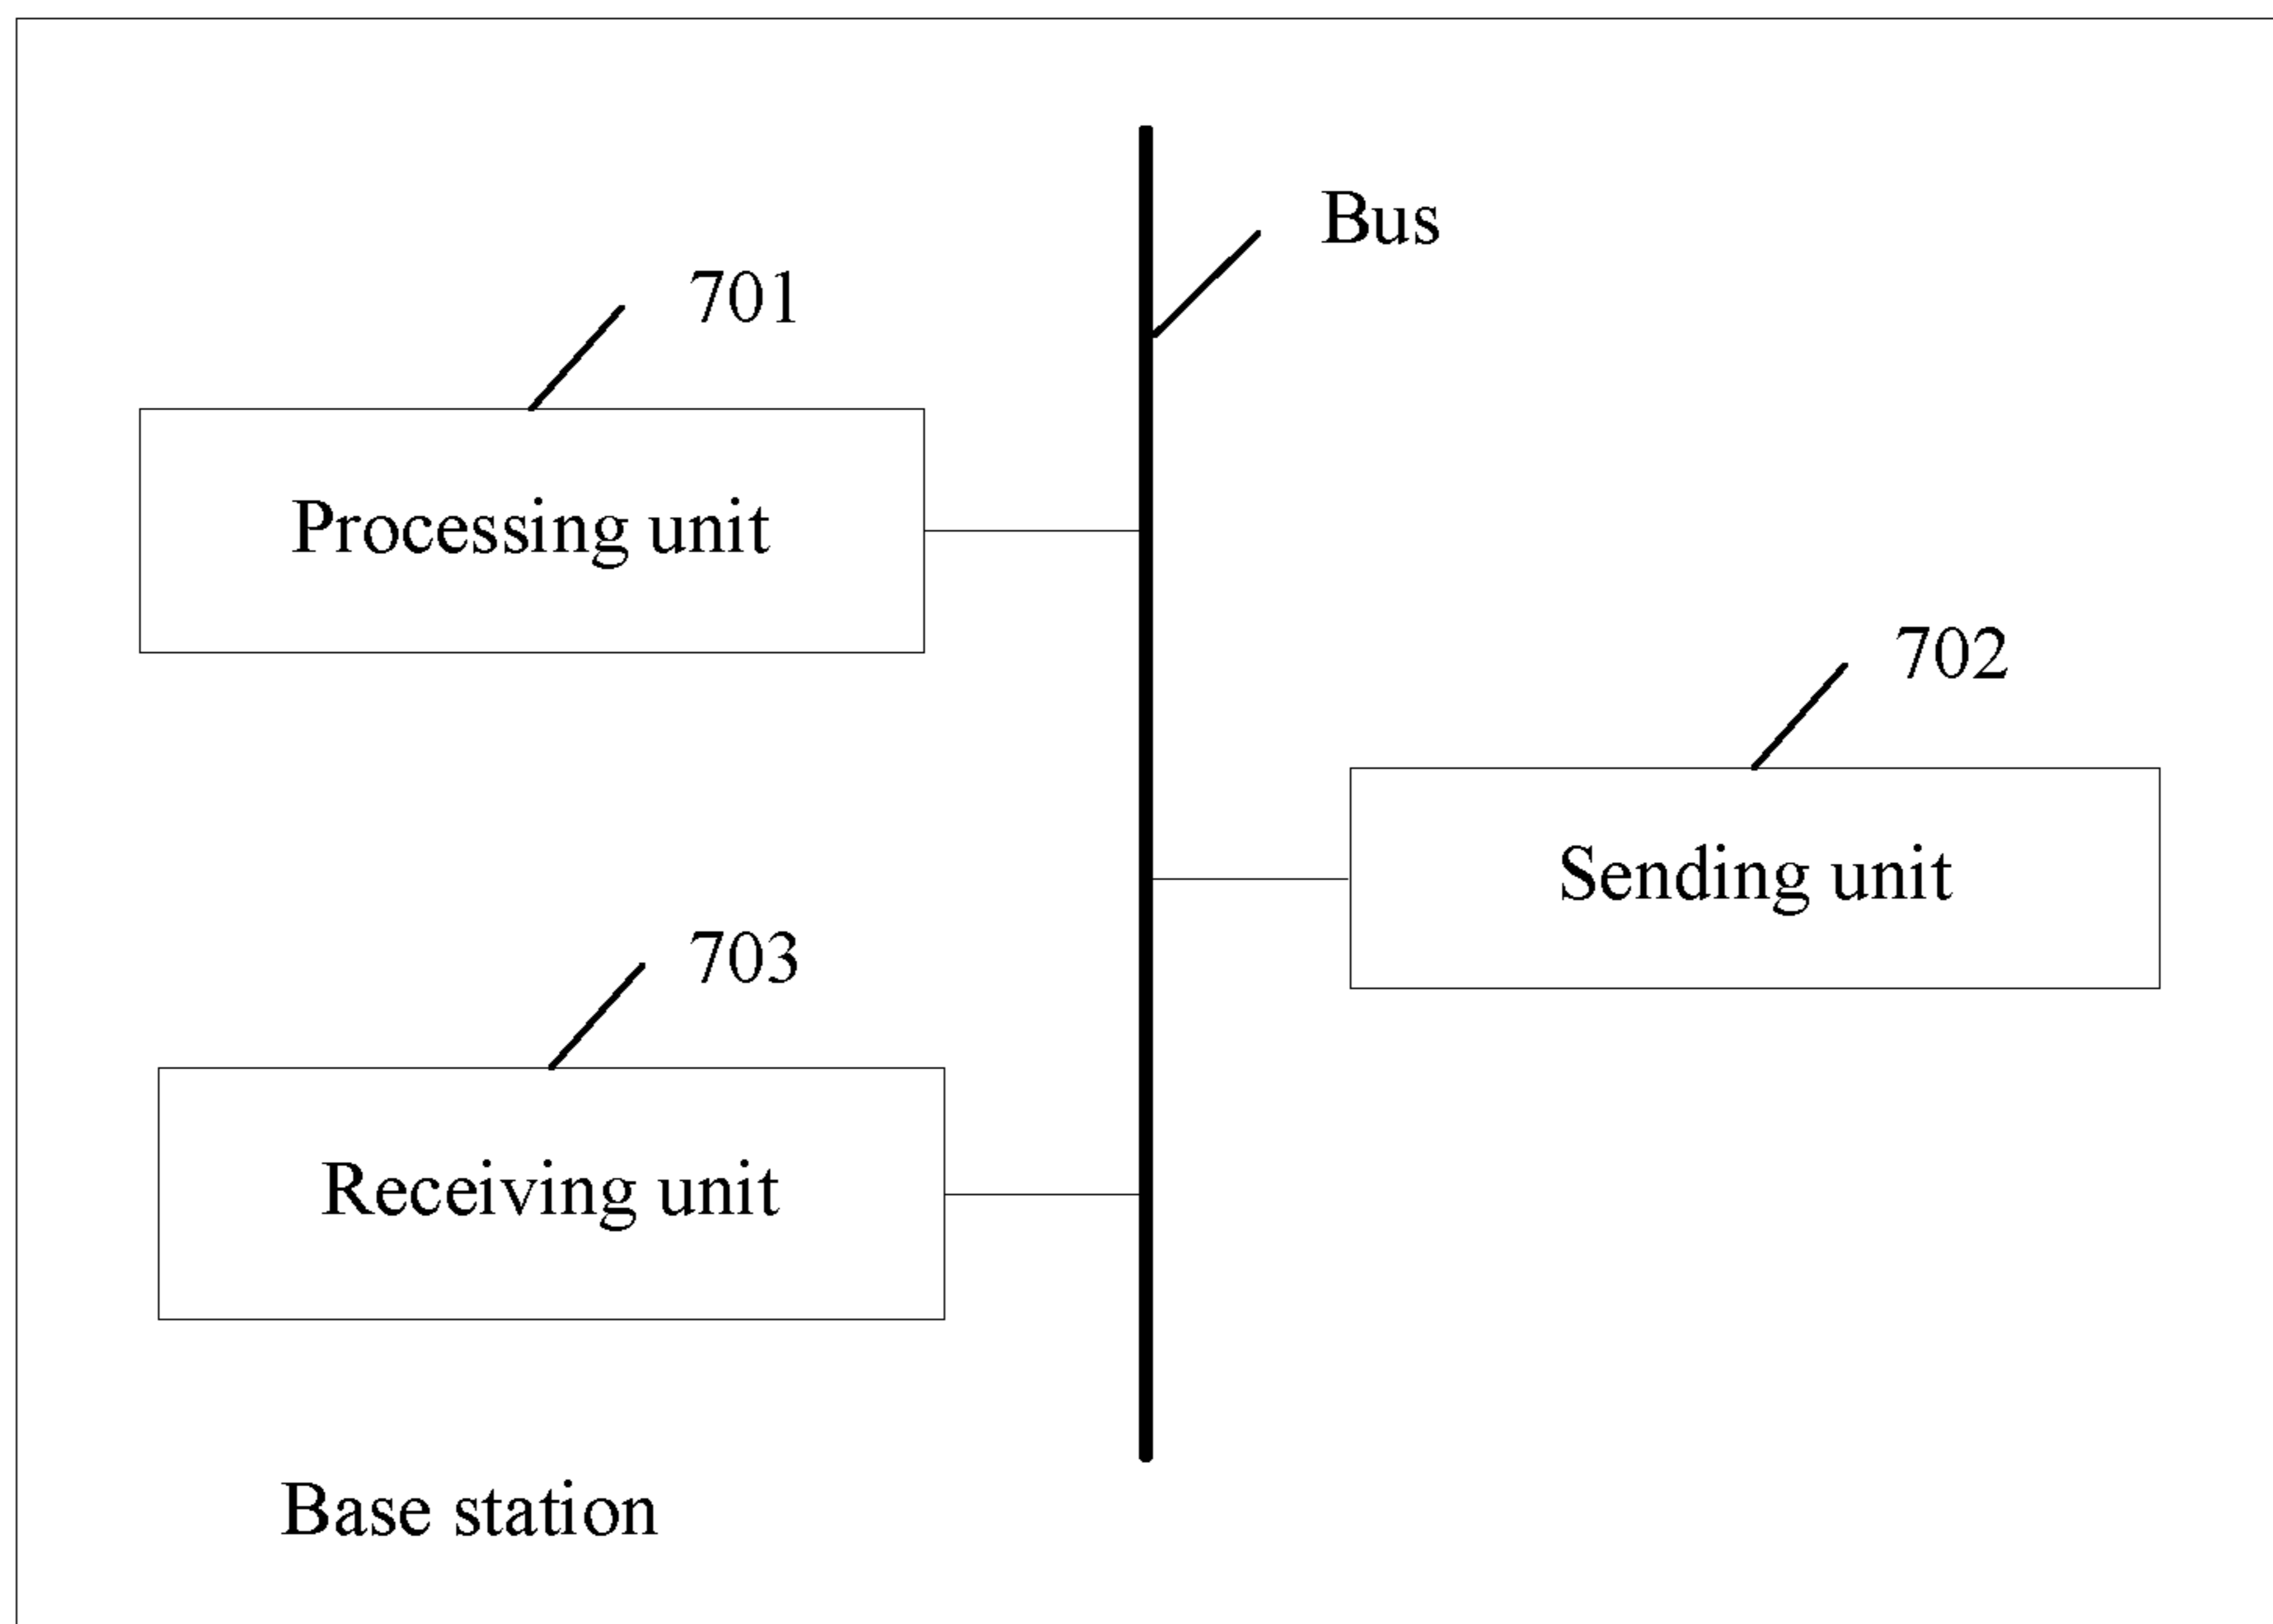 Bus
701
Processing unit
702
Sending unit
703
Receiving unit
Base station